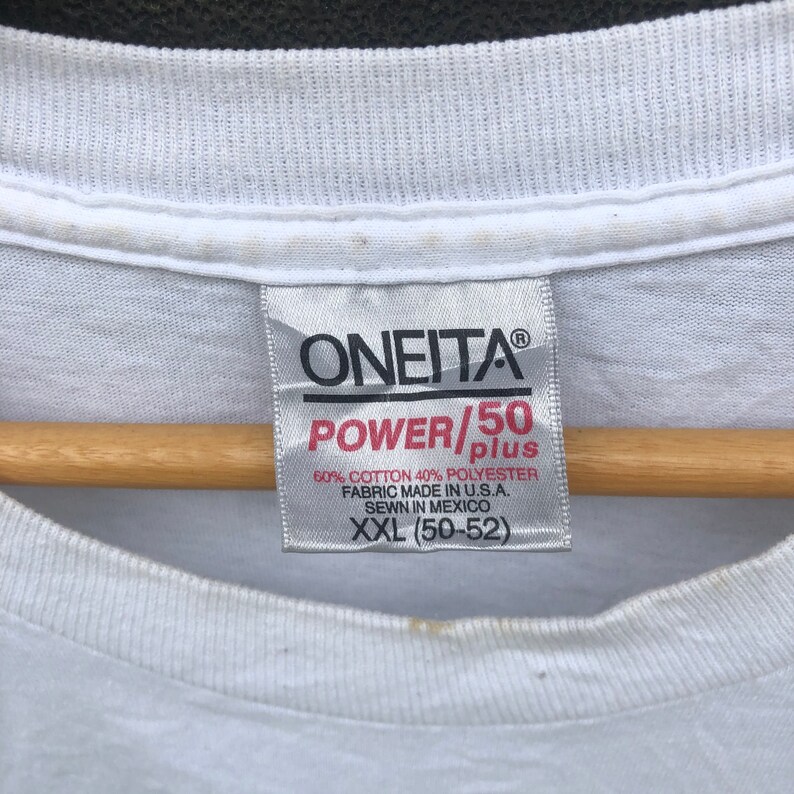 ONEITA®
POWER/50 plus
60% COTTON 40% POLYESTER
FABRIC MADE IN U.S.A.
SEWN IN MEXICO
XXL (50-52)